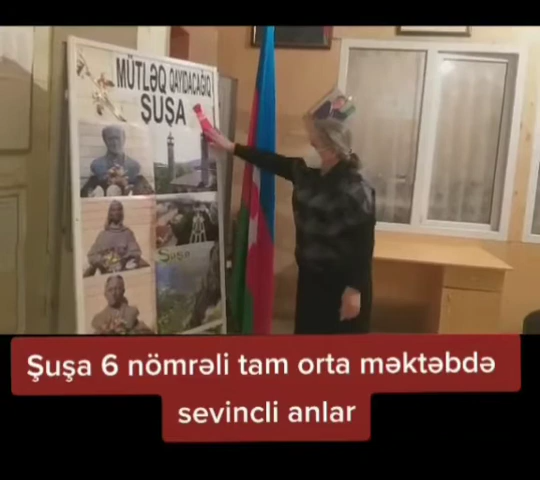 MÜTLƏQ QAYIDACAĞIQ
ŞUŞA
Şuşa
Şuşa 6 nömrəli tam orta məktəbdə
sevincli anlar